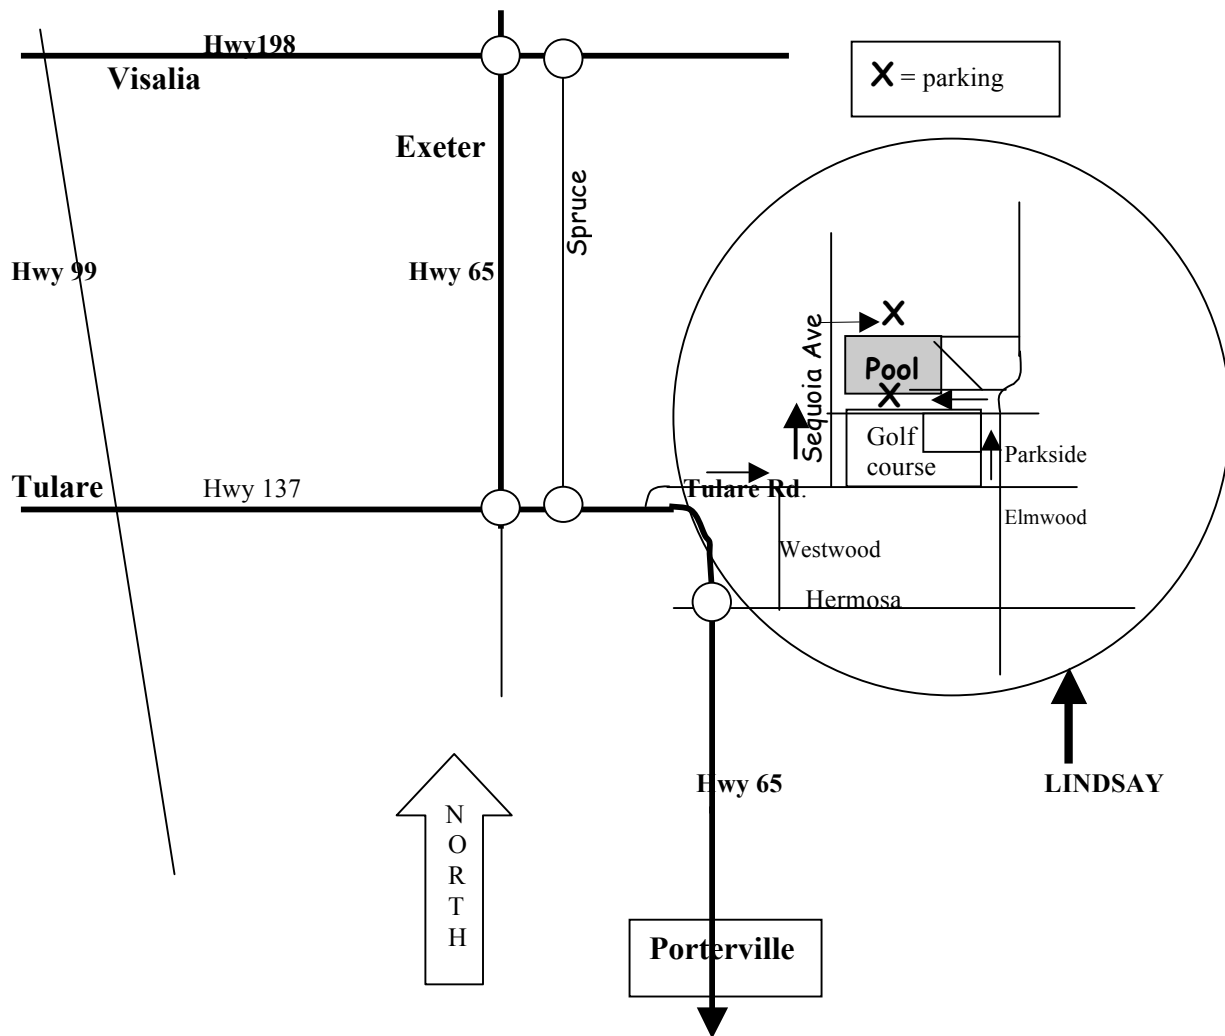 Hwy198
Visalia
X = parking
Exeter
Spruce
Hwy 99
Hwy 65
Sequoia Ave
X
Pool
X
Golf
course
Parkside
Tulare
Hwy 137
Tulare Rd.
Elmwood
Westwood
Hermosa
Hwy 65
LINDSAY
N
O
R
T
H
Porterville